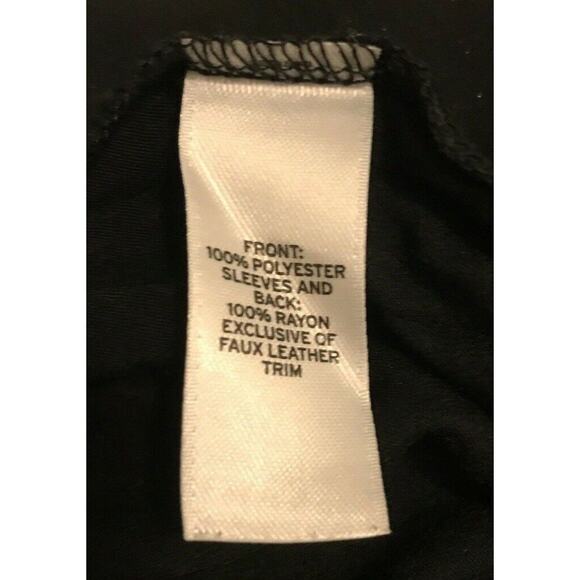 FRONT:
100% POLYESTER
SLEEVES AND
BACK:
100% RAYON
EXCLUSIVE OF
FAUX LEATHER
TRIM